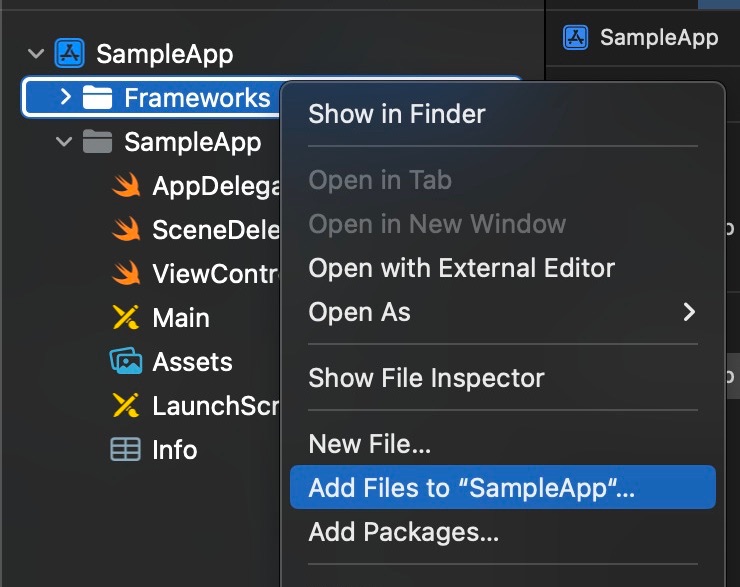 SampleApp
Frameworks
SampleApp
AppDelega
SceneDele
ViewContr
Main
Assets
LaunchScr
Info
SampleApp
Show in Finder
Open in Tab
Open in New Window
Open with External Editor
Open As
Show File Inspector
New File...
Add Files to “SampleApp“...
Add Packages...